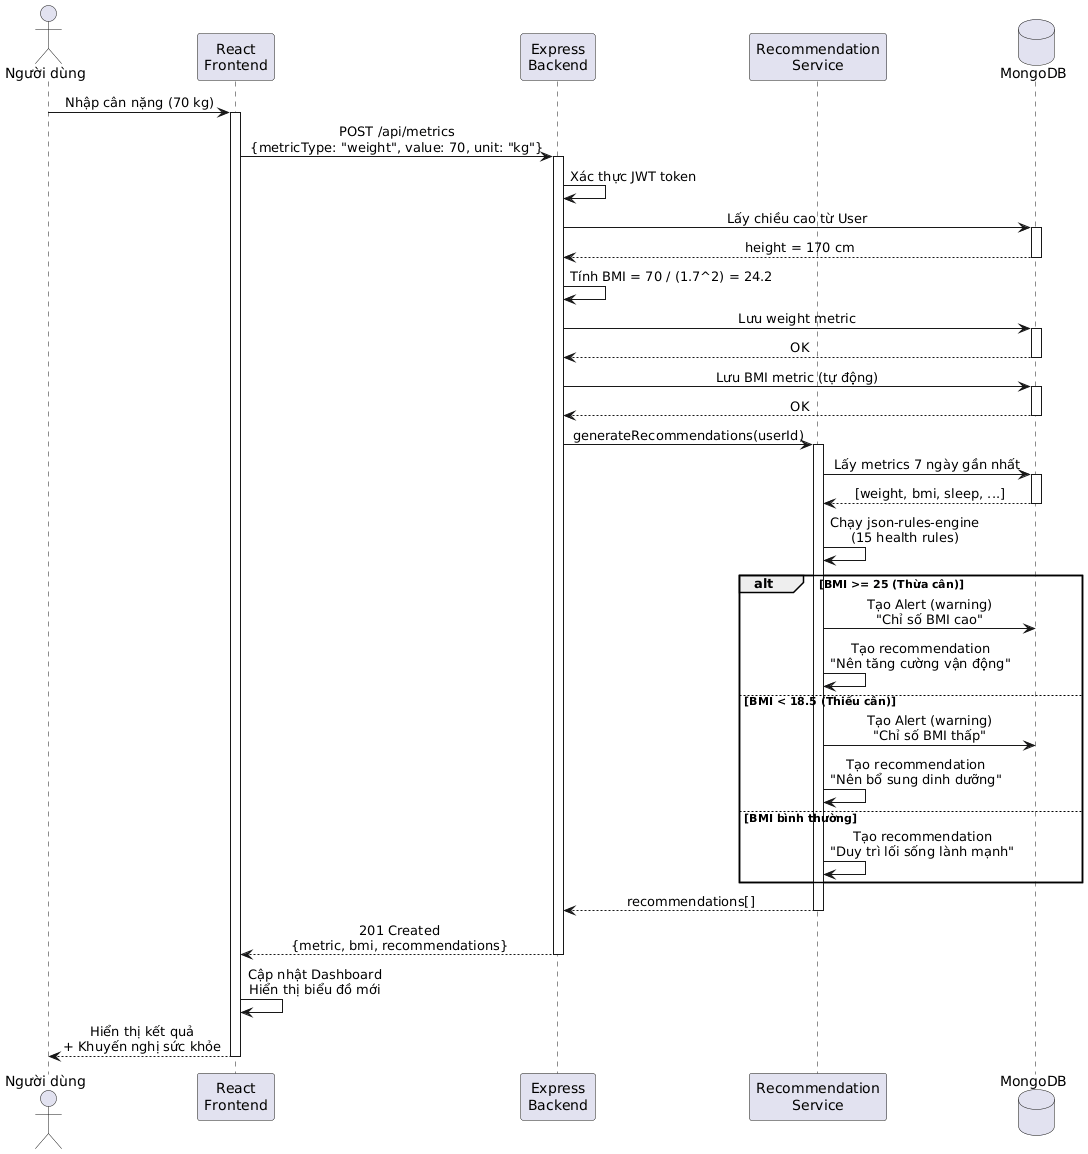 Người dùng
React
Frontend
Express
Backend
Recommendation
Service
MongoDB
Nhập cân nặng (70 kg)
POST /api/metrics
{metricType: "weight", value: 70, unit: "kg"}
Xác thực JWT token
Lấy chiều cao từ User
height = 170 cm
Tính BMI = 70 / (1.7^2) = 24.2
Lưu weight metric
OK
Lưu BMI metric (tự động)
OK
generateRecommendations(userId)
Lấy metrics 7 ngày gần nhất
[weight, bmi, sleep, ...]
Chạy json-rules-engine
(15 health rules)
alt
[BMI >= 25 (Thừa cân)]
Tạo Alert (warning)
"Chỉ số BMI cao"
Tạo recommendation
"Nên tăng cường vận động"
[BMI < 18.5 (Thiếu cân)]
Tạo Alert (warning)
"Chỉ số BMI thấp"
Tạo recommendation
"Nên bổ sung dinh dưỡng"
[BMI bình thường]
Tạo recommendation
"Duy trì lối sống lành mạnh"
recommendations[]
201 Created
{metric, bmi, recommendations}
Cập nhật Dashboard
Hiển thị biểu đồ mới
Hiển thị kết quả
+ Khuyến nghị sức khỏe
Người dùng
React
Frontend
Express
Backend
Recommendation
Service
MongoDB